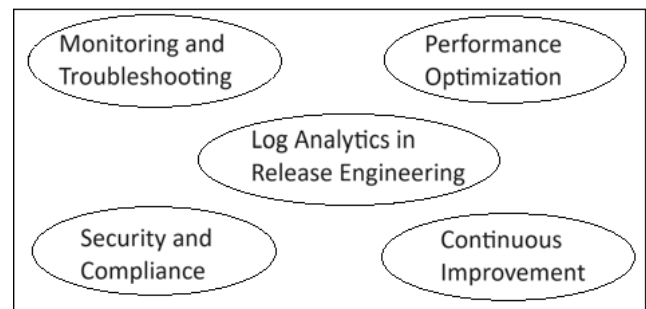 Monitoring and
Troubleshooting
Performance
Optimization
Log Analytics in
Release Engineering
Security and
Compliance
Continuous
Improvement